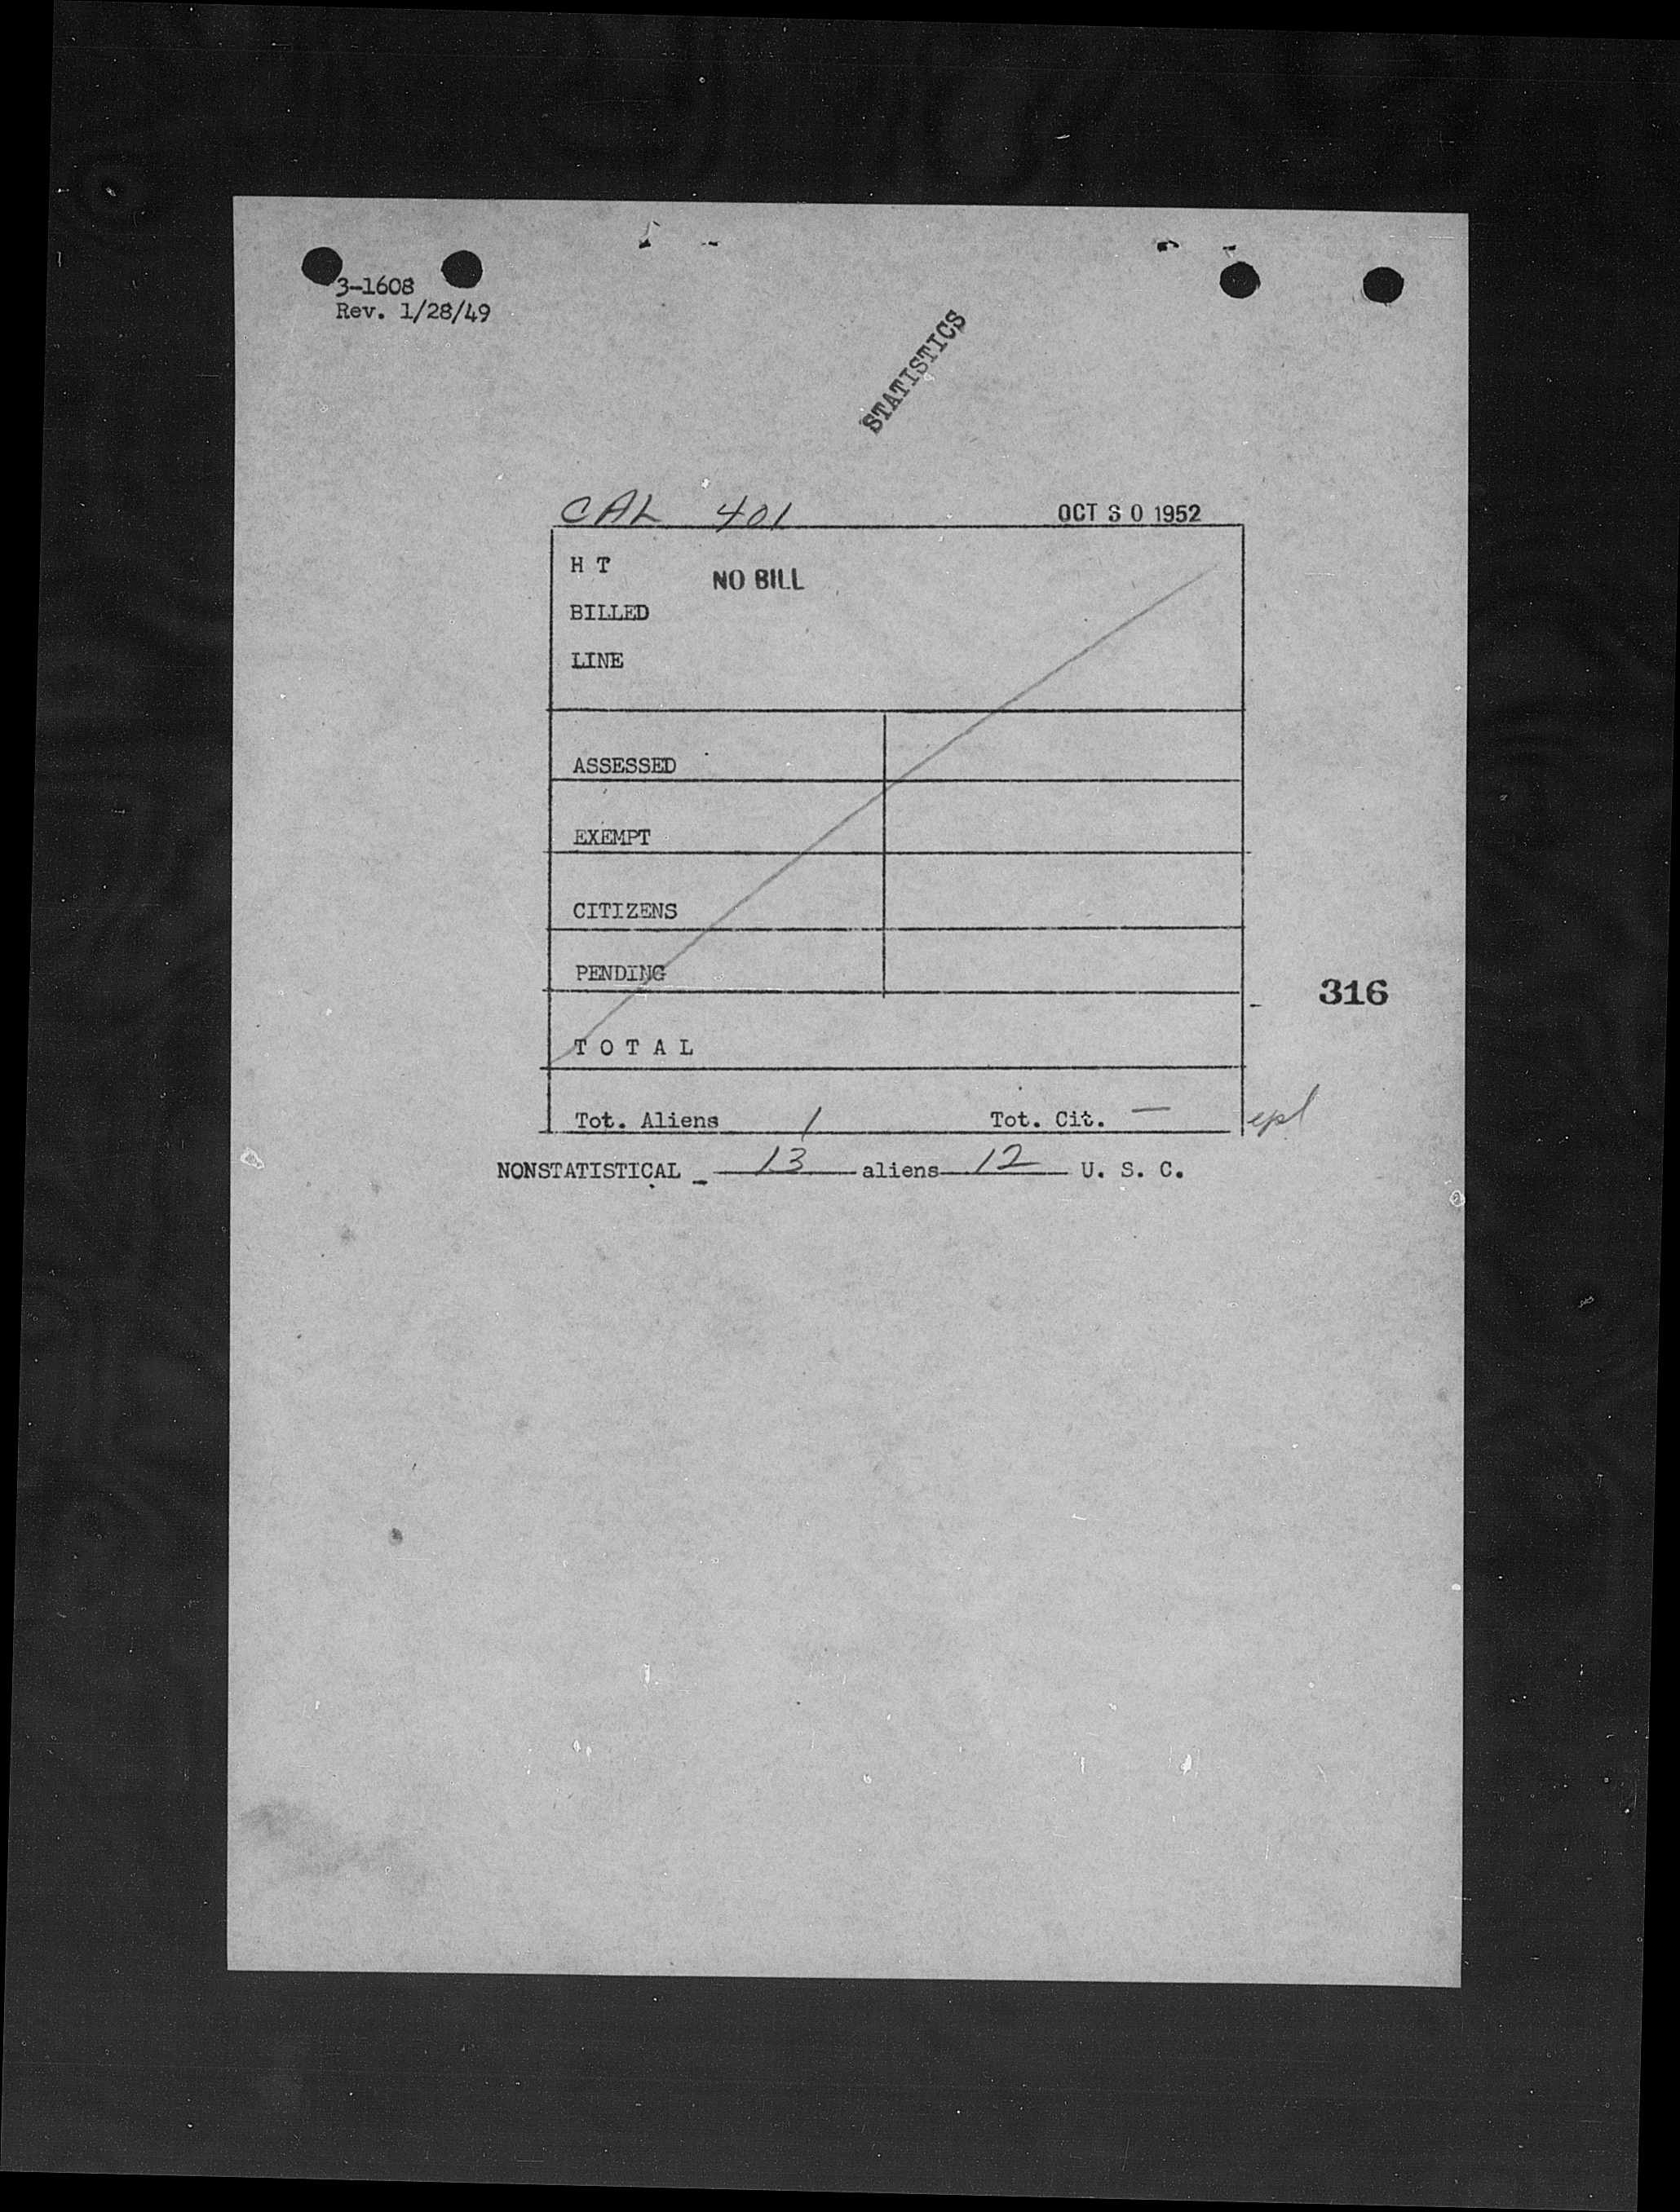 3-1608
Rev. 1/28/49
STATISTICS
CAL 401 OCT 30 1952
H T
NO BILL
BILLED
LINE
ASSESSED
EXEMPT
CITIZENS
PENDING
316
T O T A L
Tot. Aliens 1 Tot. Cit. — epl
NONSTATISTICAL - 13 aliens 12 U. S. C.